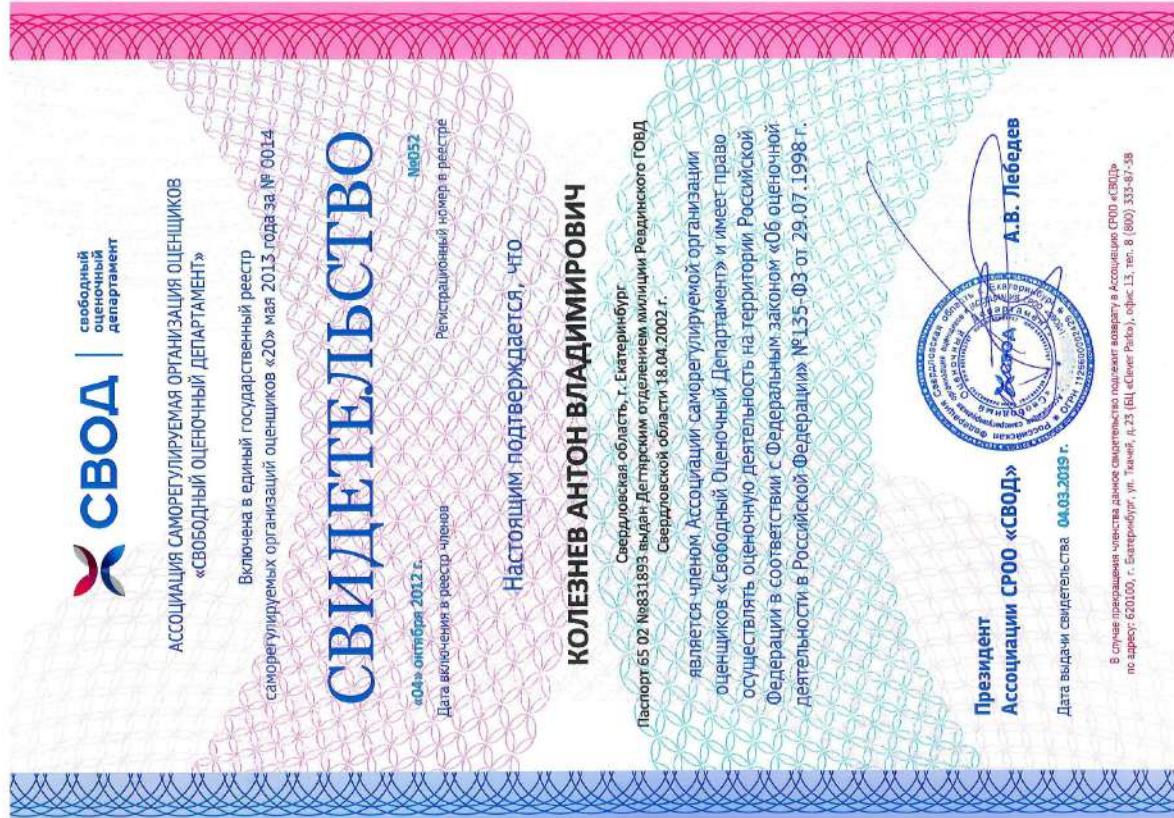 СВОД
свободный
оценочный
департамент
АССОЦИАЦИЯ САМОРЕГУЛИРУЕМАЯ ОРГАНИЗАЦИЯ ОЦЕНЩИКОВ
«СВОБОДНЫЙ ОЦЕНОЧНЫЙ ДЕПАРТАМЕНТ»
Включена в единый государственный реестр
саморегулируемых организаций оценщиков «20» мая 2013 года за № 0014
СВИДЕТЕЛЬСТВО
«04» октября 2012 г. №052
Дата включения в реестр членов Регистрационный номер в реестре
Настоящим подтверждается, что
КОЛЕЗНЕВ АНТОН ВЛАДИМИРОВИЧ
Свердловская область, г. Екатеринбург
Паспорт 65 02 №831893 выдан Дегтярским отделением милиции Ревдинского ГОВД
Свердловской области 18.04.2002 г.
является членом Ассоциации саморегулируемой организации
оценщиков «Свободный Оценочный Департамент» и имеет право
осуществлять оценочную деятельность на территории Российской
Федерации в соответствии с Федеральным законом «Об оценочной
деятельности в Российской Федерации» №135-ФЗ от 29.07.1998 г.
Президент
Ассоциации СРОО «СВОД» А.В. Лебедев
Дата выдачи свидетельства 04.03.2019 г.
В случае прекращения членства данное свидетельство подлежит возврату в Ассоциацию СРОО «СВОД»
по адресу: 620100, г. Екатеринбург, ул. Ткачей, д. 23 (БЦ «Clever Park»), офис 13, тел. 8 (800) 333-87-38